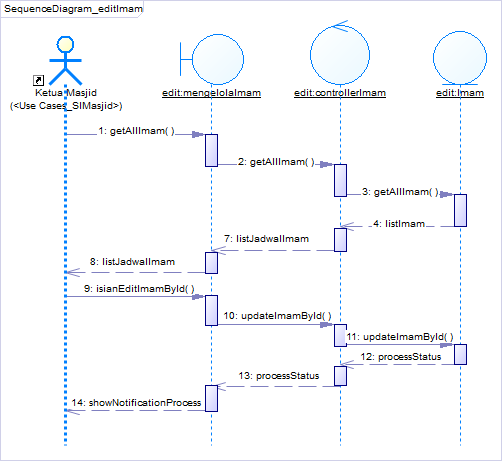 SequenceDiagram_editImam
Ketua Masjid
(<Use Cases_SIMasjid>)
edit:mengelolaImam
edit:controllerImam
edit:Imam
1: getAllImam( )
2: getAllImam( )
3: getAllImam( )
4: listImam
7: listJadwalImam
8: listJadwalImam
9: isianEditImamById( )
10: updateImamById( )
11: updateImamById( )
12: processStatus
13: processStatus
14: showNotificationProcess